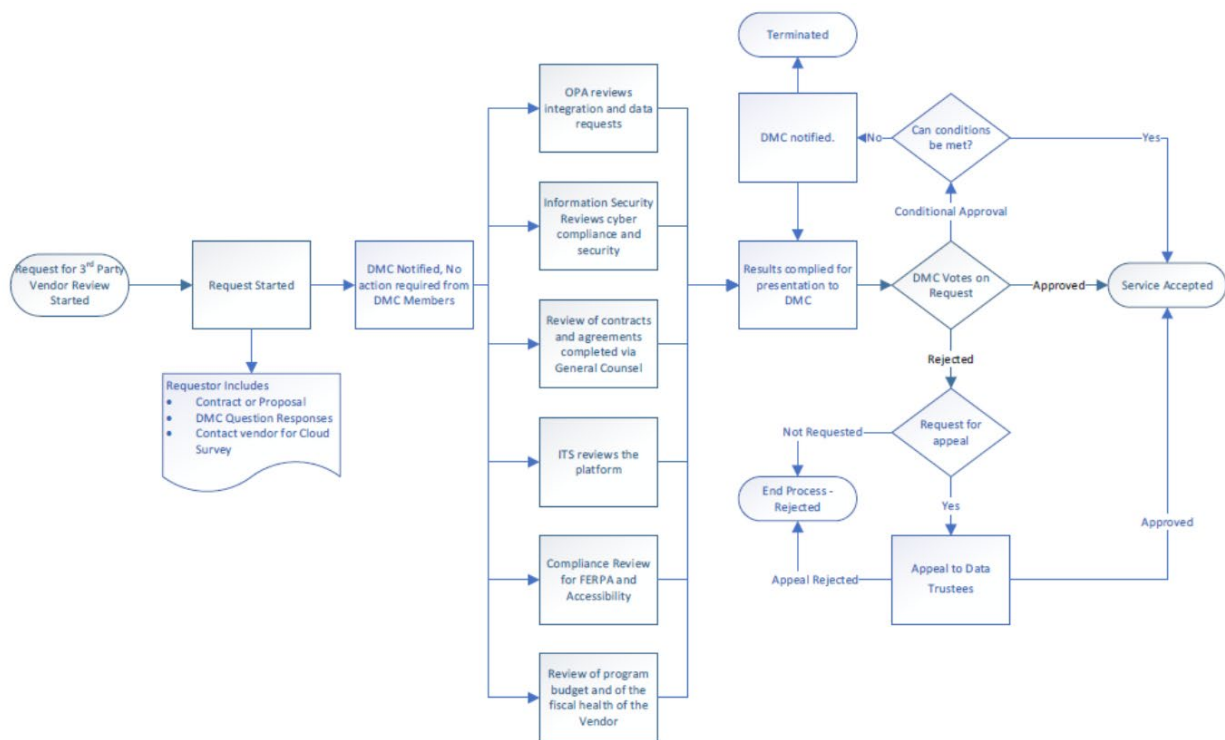 Request for 3rd Party
Vendor Review
Started
Request Started
Requestor Includes
• Contract or Proposal
• DMC Question Responses
• Contact vendor for Cloud
Survey
DMC Notified, No
action required from
DMC Members
OPA reviews
integration and data
requests
Information Security
Reviews cyber
compliance and
security
Review of contracts
and agreements
completed via
General Counsel
ITS reviews the
platform
Compliance Review
for FERPA and
Accessibility
Review of program
budget and of the
fiscal health of the
Vendor
Terminated
DMC notified.
No
Can conditions
be met?
Yes
Conditional Approval
Results complied for
presentation to
DMC
DMC Votes on
Request
Approved
Service Accepted
Rejected
Request for
appeal
Not Requested
End Process -
Rejected
Yes
Appeal Rejected
Appeal to Data
Trustees
Approved